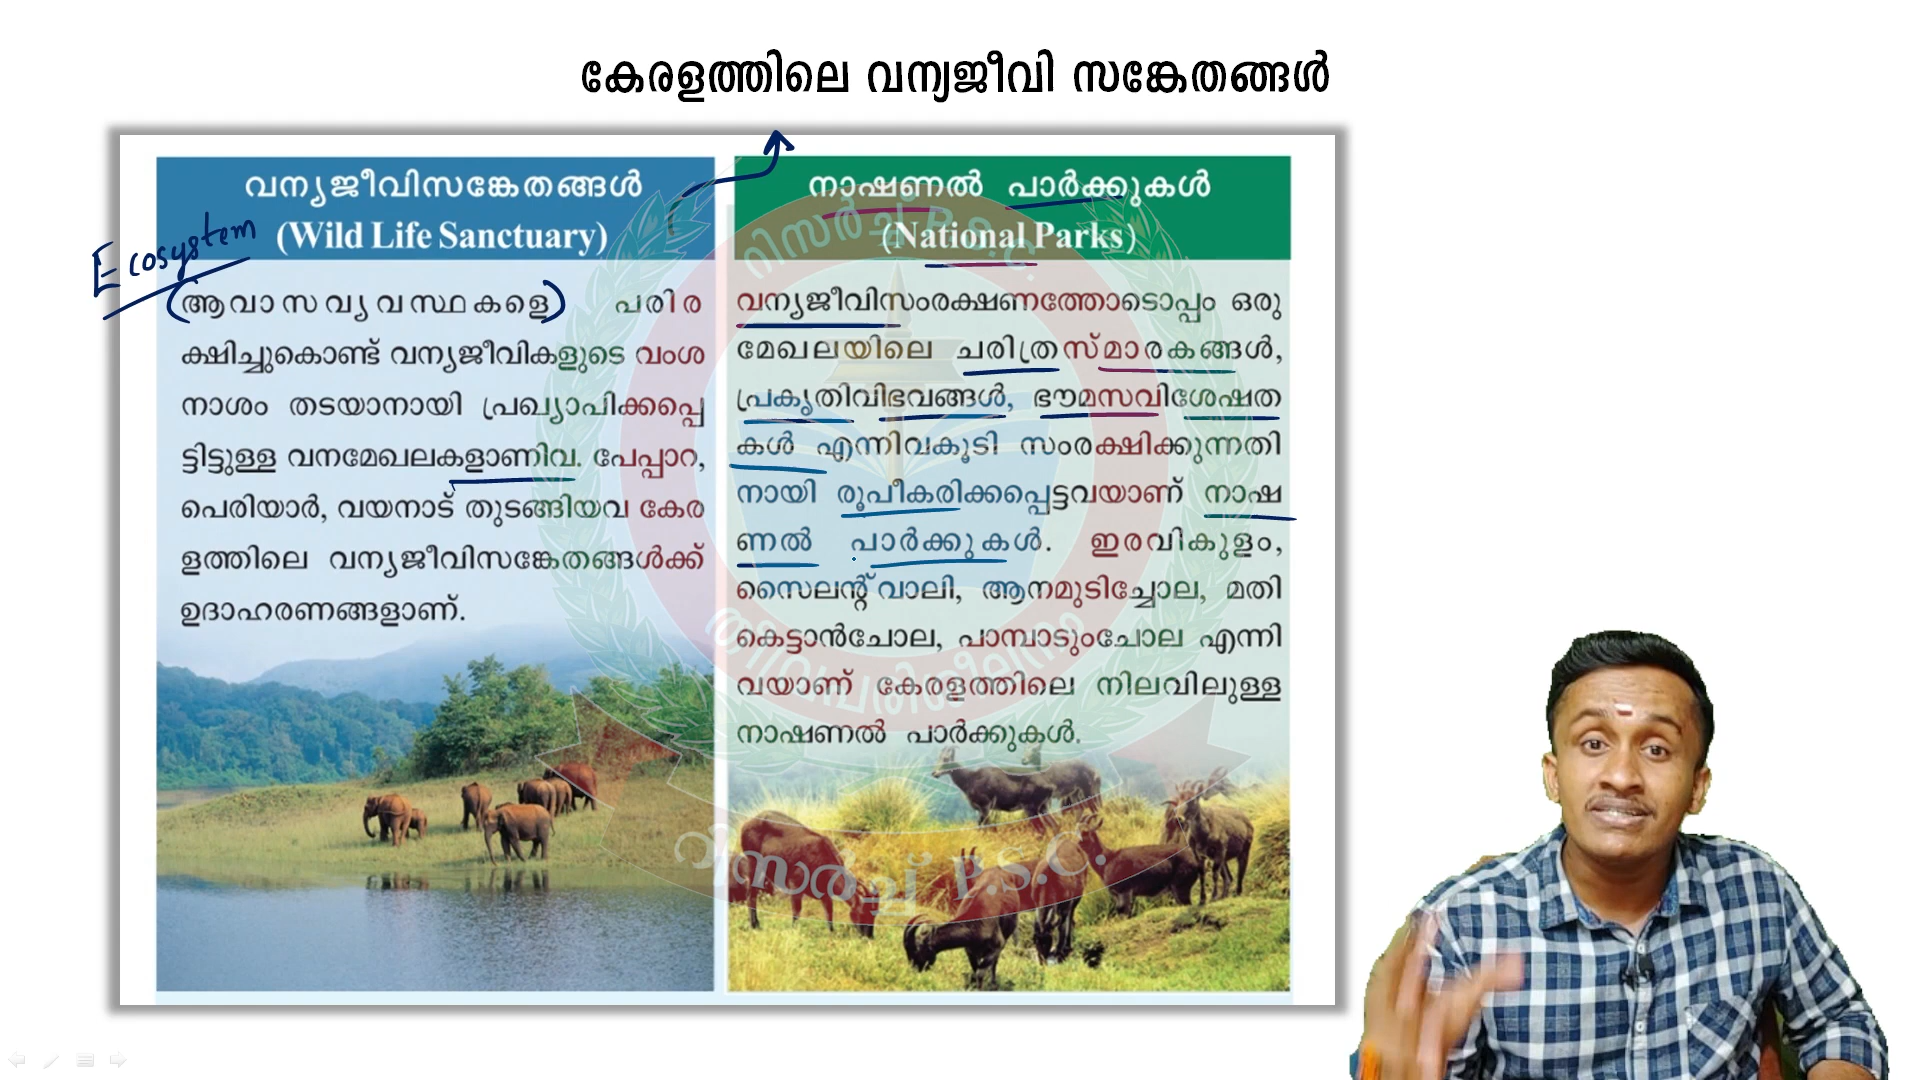 കേരളത്തിലെ വന്യജീവി സങ്കേതങ്ങൾ
വന്യജീവിസങ്കേതങ്ങൾ
(Wild Life Sanctuary)
Ecosystem
ആവാസവ്യവസ്ഥകളെ പരിര
ക്ഷിച്ചുകൊണ്ട് വന്യജീവികളുടെ വംശ
നാശം തടയാനായി പ്രഖ്യാപിക്കപ്പെ
ട്ടിട്ടുള്ള വനമേഖലകളാണിവ. പേപ്പാറ,
പെരിയാർ, വയനാട് തുടങ്ങിയവ കേര
ളത്തിലെ വന്യജീവിസങ്കേതങ്ങൾക്ക്
ഉദാഹരണങ്ങളാണ്.
നാഷണൽ പാർക്കുകൾ
(National Parks)
വന്യജീവിസംരക്ഷണത്തോടൊപ്പം ഒരു
മേഖലയിലെ ചരിത്രസ്മാരകങ്ങൾ,
പ്രകൃതിവിഭവങ്ങൾ, ഭൗമസവിശേഷത
കൾ എന്നിവകൂടി സംരക്ഷിക്കുന്നതി
നായി രൂപീകരിക്കപ്പെട്ടവയാണ് നാഷ
ണൽ പാർക്കുകൾ. ഇരവികുളം,
സൈലന്റ് വാലി, ആനമുടിച്ചോല, മതി
കെട്ടാൻചോല, പാമ്പാടുംചോല എന്നി
വയാണ് കേരളത്തിലെ നിലവിലുള്ള
നാഷണൽ പാർക്കുകൾ.
റിസർച്ച് P.S.C.
തീവ്രപരിശീലനം
റിസർച്ച് P.S.C.